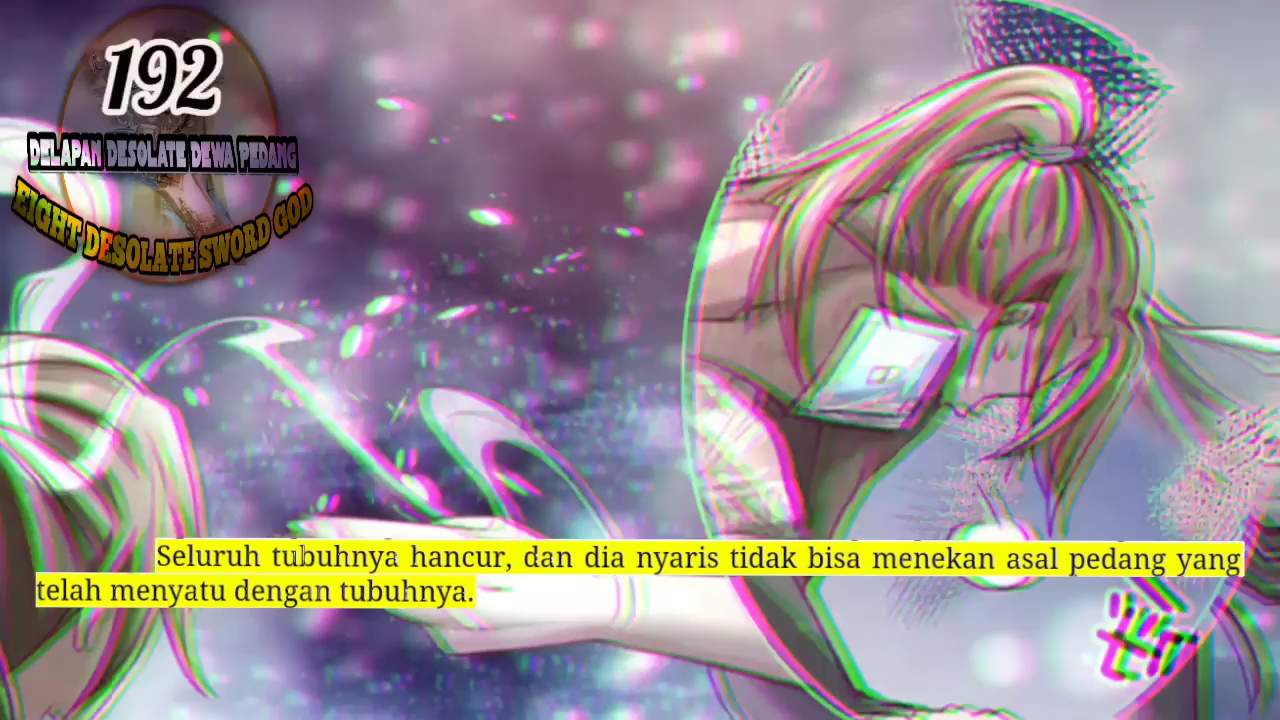 192
DELAPAN DESOLATE DEWA PEDANG
EIGHT DESOLATE SWORD GOD
Seluruh tubuhnya hancur, dan dia nyaris tidak bisa menekan asal pedang yang
telah menyatu dengan tubuhnya.